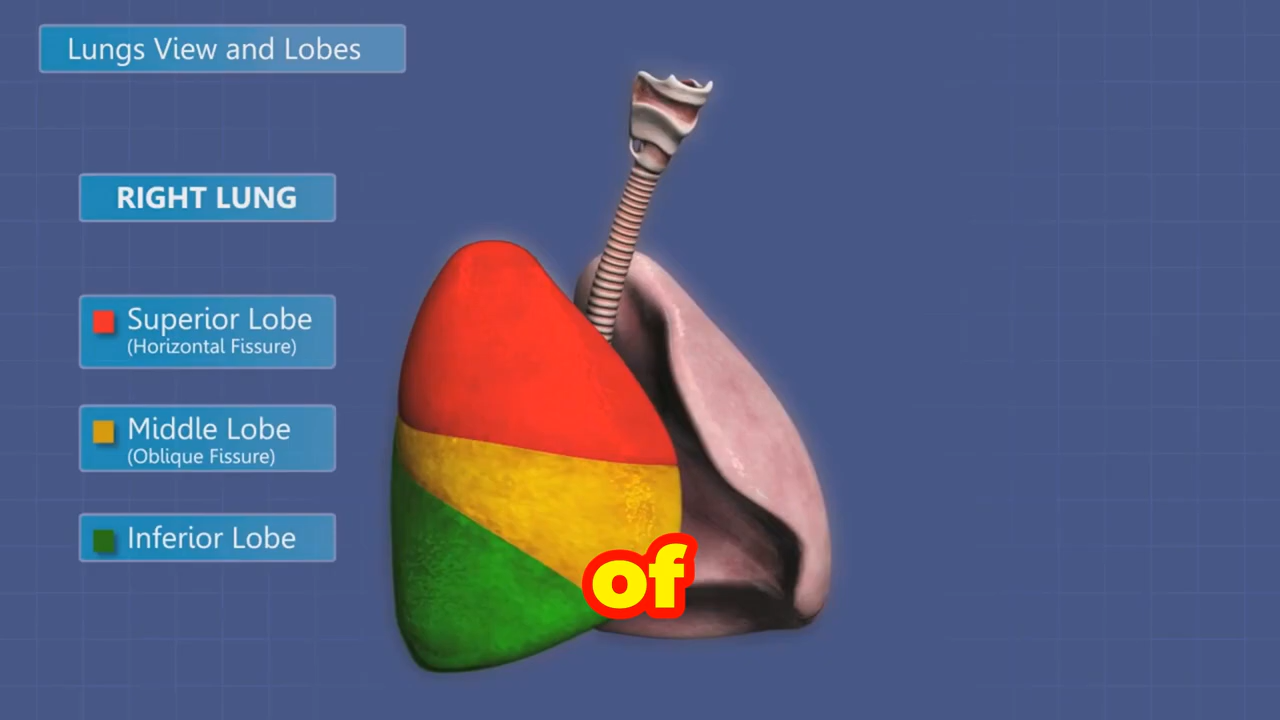 Lungs View and Lobes
RIGHT LUNG
Superior Lobe
(Horizontal Fissure)
Middle Lobe
(Oblique Fissure)
Inferior Lobe
of